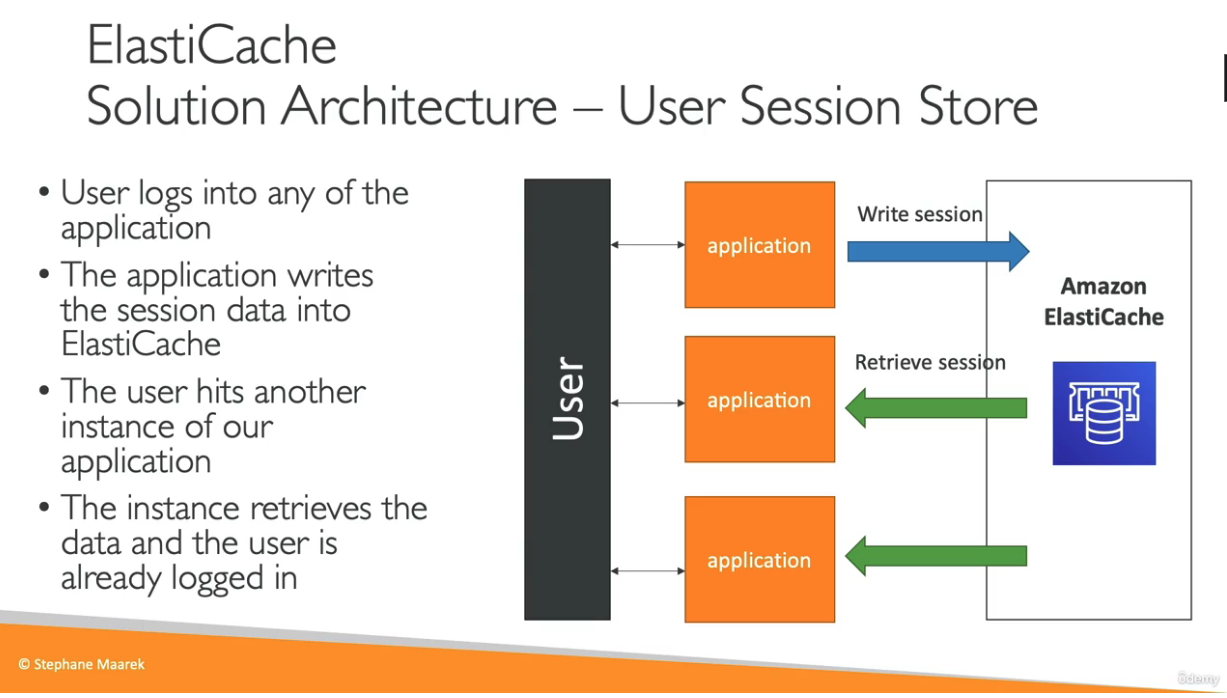 ElastiCache
Solution Architecture – User Session Store
• User logs into any of the
application
• The application writes
the session data into
ElastiCache
• The user hits another
instance of our
application
• The instance retrieves the
data and the user is
already logged in
User
application
application
application
Write session
Retrieve session
Amazon
ElastiCache
© Stephane Maarek
ûdemy